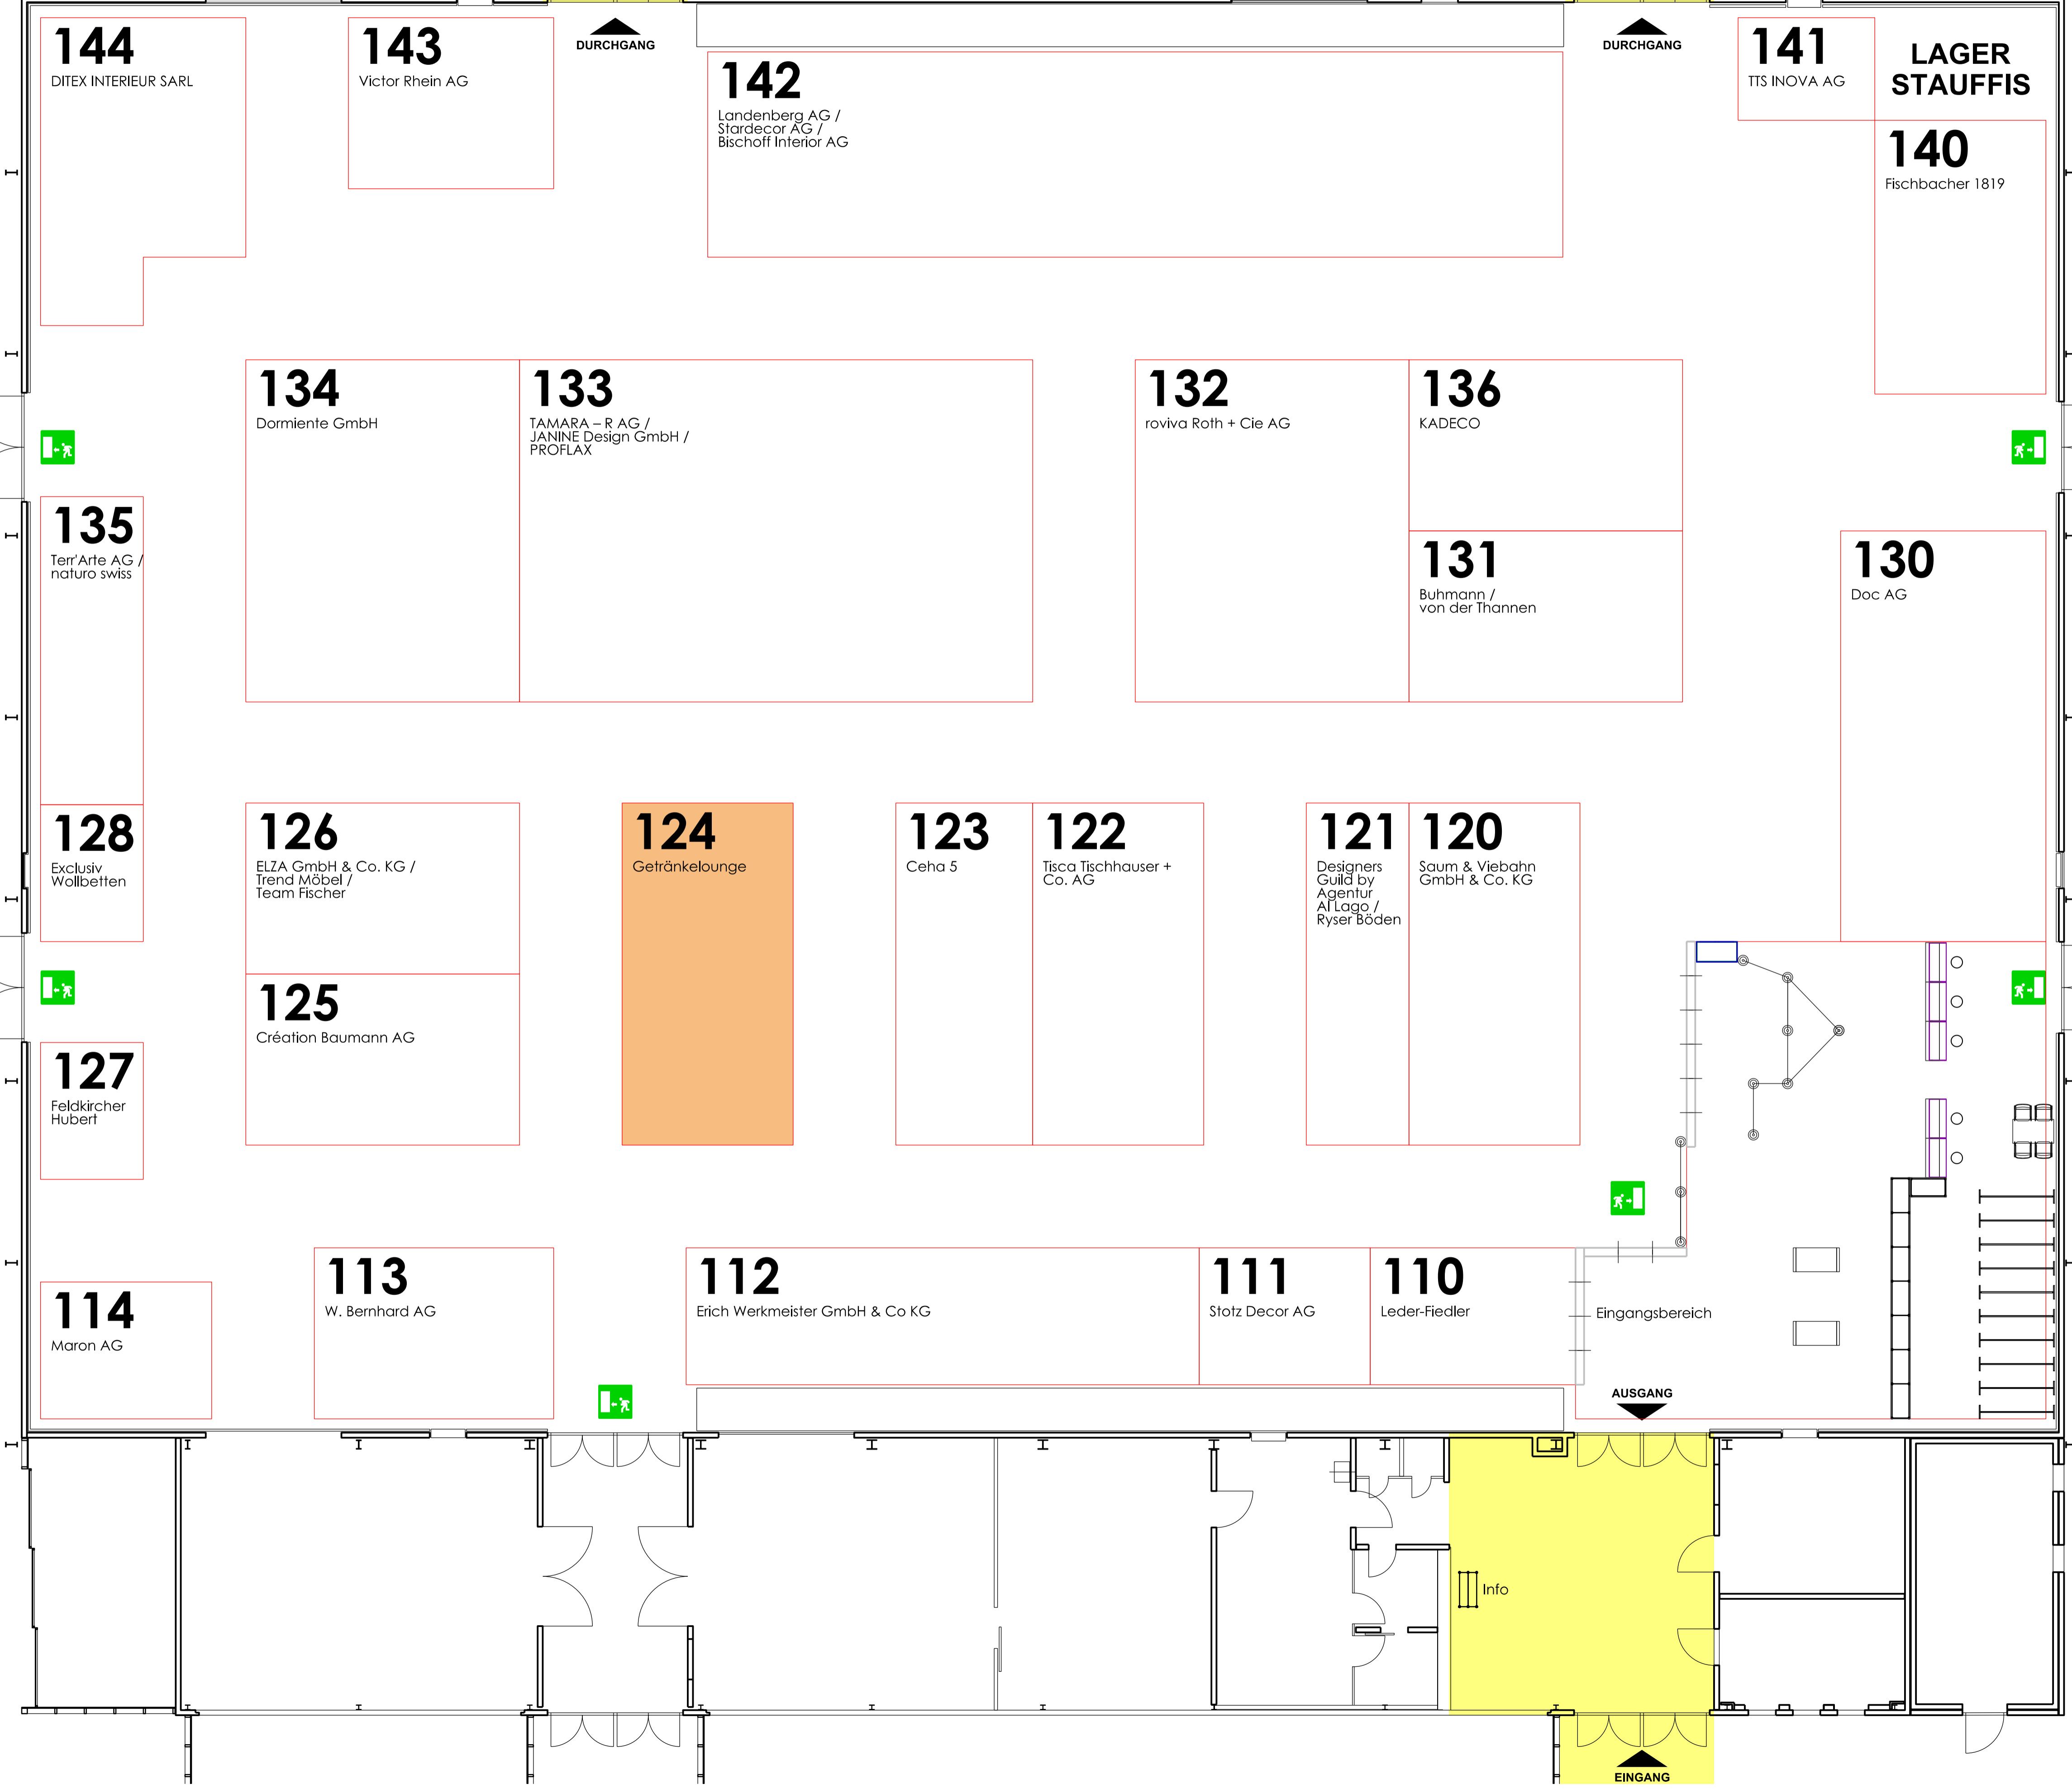 DURCHGANG
DURCHGANG
144
DITEX INTERIEUR SARL
143
Victor Rhein AG
142
Landenberg AG /
Stardecor AG /
Bischoff Interior AG
141
TTS INOVA AG
LAGER
STAUFFIS
140
Fischbacher 1819
134
Dormiente GmbH
133
TAMARA – R AG /
JANINE Design GmbH /
PROFLAX
132
roviva Roth + Cie AG
136
KADECO
135
Terr'Arte AG /
naturo swiss
131
Buhmann /
von der Thannen
130
Doc AG
128
Exclusiv
Wollbetten
126
ELZA GmbH & Co. KG /
Trend Möbel /
Team Fischer
124
Getränkelounge
123
Ceha 5
122
Tisca Tischhauser +
Co. AG
121
Designers
Guild by
Agentur
Al Lago /
Ryser Böden
120
Saum & Viebahn
GmbH & Co. KG
125
Création Baumann AG
127
Feldkircher
Hubert
114
Maron AG
113
W. Bernhard AG
112
Erich Werkmeister GmbH & Co KG
111
Stotz Decor AG
110
Leder-Fiedler
Eingangsbereich
AUSGANG
Info
EINGANG